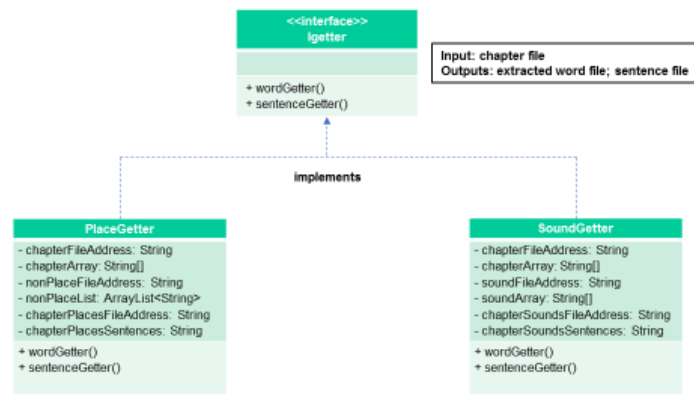 <<interface>>
Igetter
+ wordGetter()
+ sentenceGetter()
Input: chapter file
Outputs: extracted word file; sentence file
implements
PlaceGetter
- chapterFileAddress: String
- chapterArray: String[]
- nonPlaceFileAddress: String
- nonPlaceList: ArrayList<String>
- chapterPlacesFileAddress: String
- chapterPlacesSentences: String
+ wordGetter()
+ sentenceGetter()
SoundGetter
- chapterFileAddress: String
- chapterArray: String[]
- soundFileAddress: String
- soundArray: String[]
- chapterSoundsFileAddress: String
- chapterSoundsSentences: String
+ wordGetter()
+ sentenceGetter()